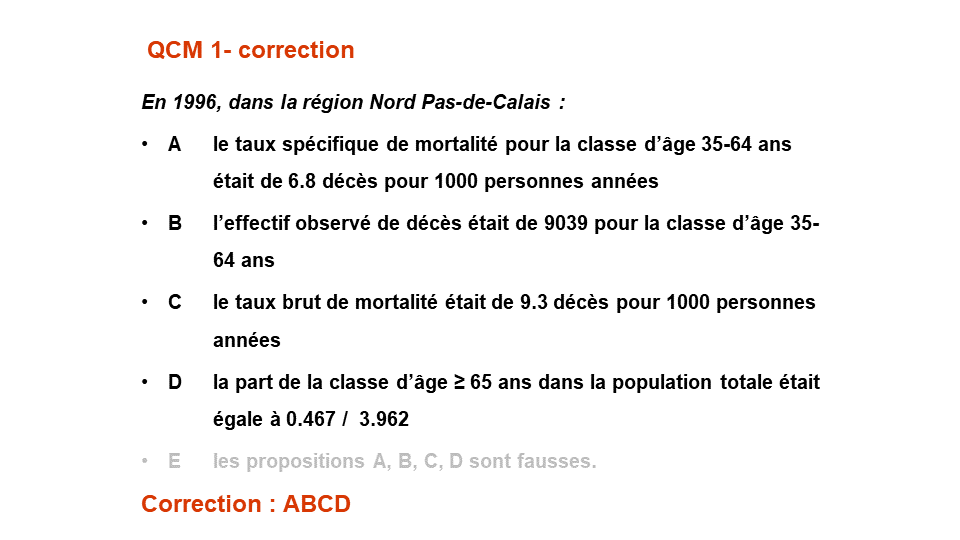 QCM 1- correction
En 1996, dans la région Nord Pas-de-Calais :
• A le taux spécifique de mortalité pour la classe d’âge 35-64 ans
était de 6.8 décès pour 1000 personnes années
• B l’effectif observé de décès était de 9039 pour la classe d’âge 35-
64 ans
• C le taux brut de mortalité était de 9.3 décès pour 1000 personnes
années
• D la part de la classe d’âge ≥ 65 ans dans la population totale était
égale à 0.467 / 3.962
• E les propositions A, B, C, D sont fausses.
Correction : ABCD